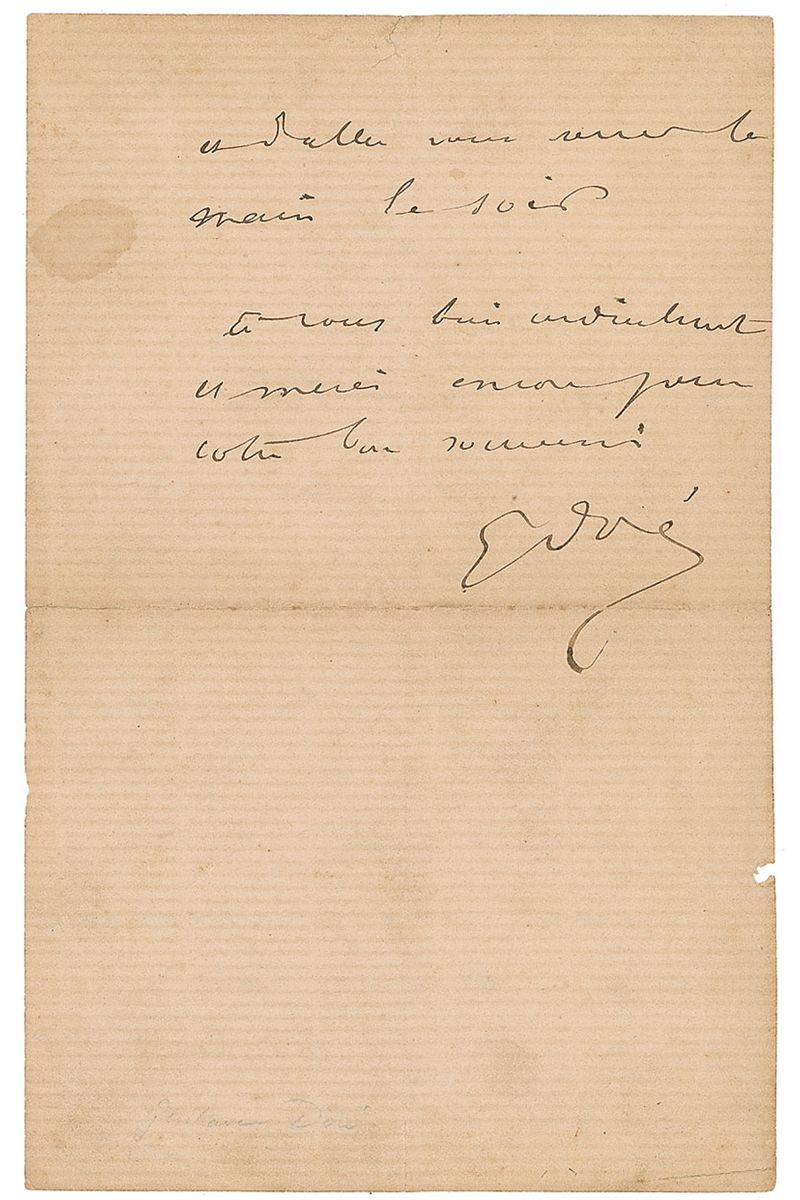 et d'aller vous serrer la
main le soir
à vous bien cordialement
et merci encore pour
votre bon souvenir
G Doré
Gustave Doré